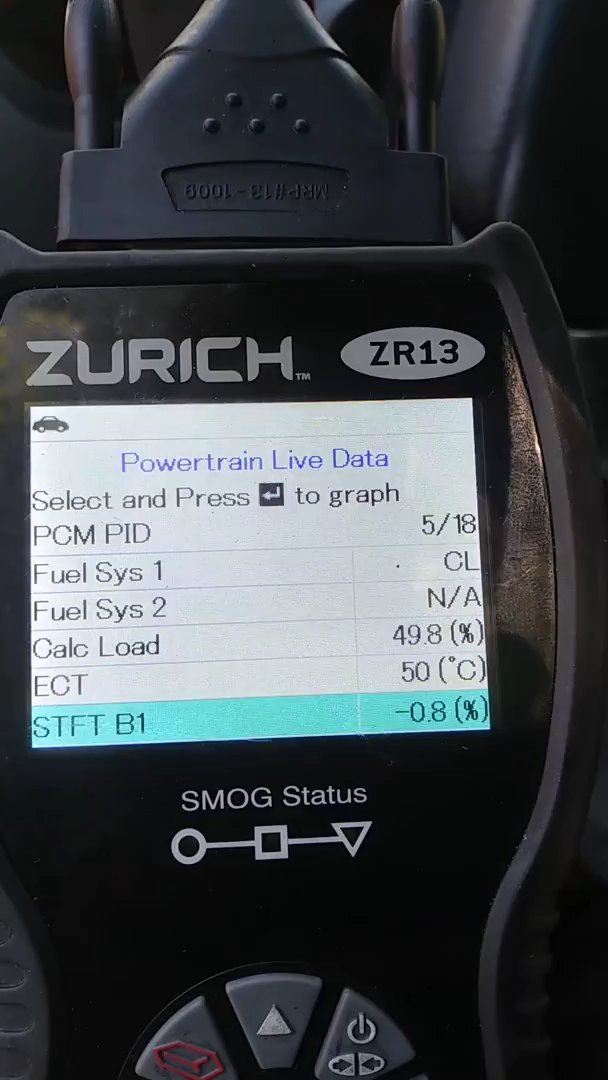 MRP#13-1009
ZURICH™ ZR13
Powertrain Live Data
Select and Press to graph
PCM PID 5/18
Fuel Sys 1 CL
Fuel Sys 2 N/A
Calc Load 49.8 (%)
ECT 50 (°C)
STFT B1 -0.8 (%)
SMOG Status